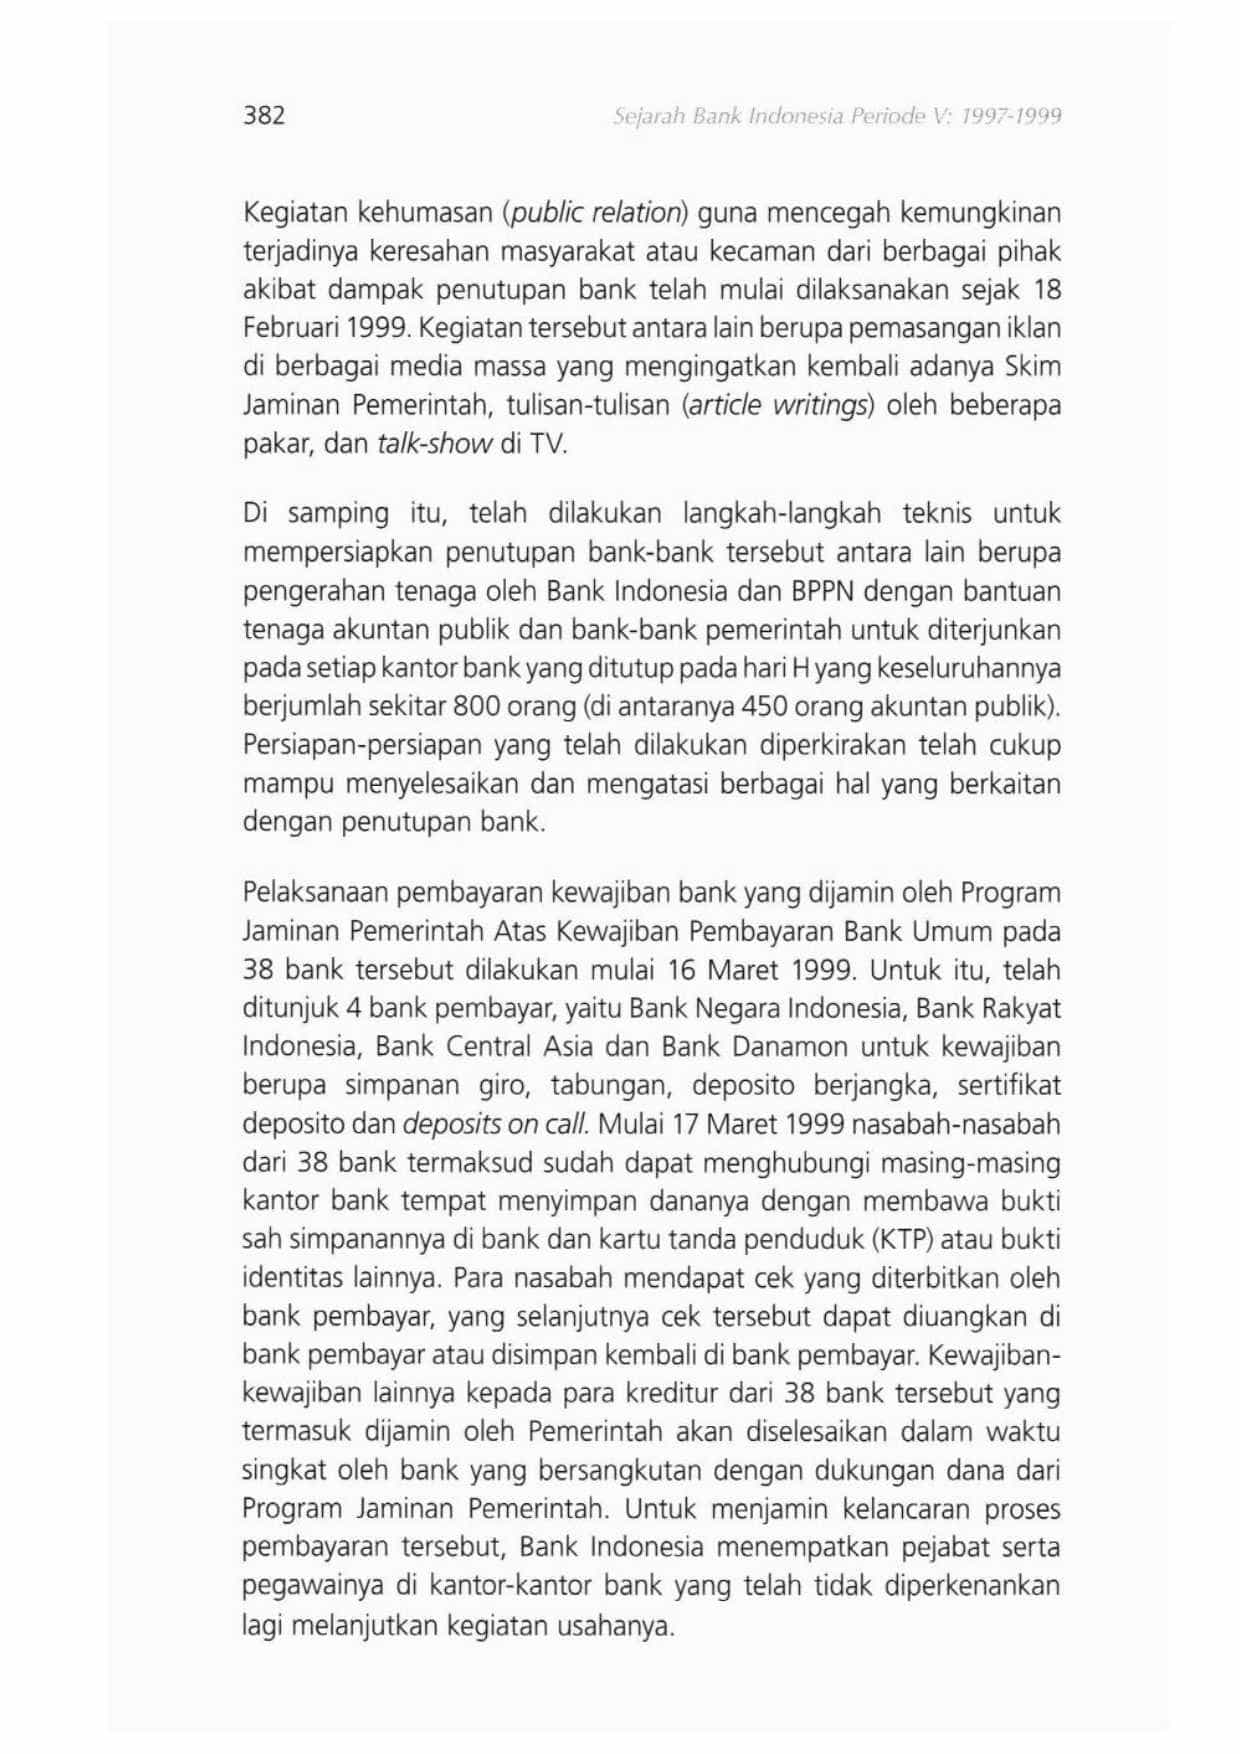 382
Sejarah Bank Indonesia Periode V: 1997-1999
Kegiatan kehumasan (public relation) guna mencegah kemungkinan
terjadinya keresahan masyarakat atau kecaman dari berbagai pihak
akibat dampak penutupan bank telah mulai dilaksanakan sejak 18
Februari 1999. Kegiatan tersebut antara lain berupa pemasangan iklan
di berbagai media massa yang mengingatkan kembali adanya Skim
Jaminan Pemerintah, tulisan-tulisan (article writings) oleh beberapa
pakar, dan talk-show di TV.
Di samping itu, telah dilakukan langkah-langkah teknis untuk
mempersiapkan penutupan bank-bank tersebut antara lain berupa
pengerahan tenaga oleh Bank Indonesia dan BPPN dengan bantuan
tenaga akuntan publik dan bank-bank pemerintah untuk diterjunkan
pada setiap kantor bank yang ditutup pada hari H yang keseluruhannya
berjumlah sekitar 800 orang (di antaranya 450 orang akuntan publik).
Persiapan-persiapan yang telah dilakukan diperkirakan telah cukup
mampu menyelesaikan dan mengatasi berbagai hal yang berkaitan
dengan penutupan bank.
Pelaksanaan pembayaran kewajiban bank yang dijamin oleh Program
Jaminan Pemerintah Atas Kewajiban Pembayaran Bank Umum pada
38 bank tersebut dilakukan mulai 16 Maret 1999. Untuk itu, telah
ditunjuk 4 bank pembayar, yaitu Bank Negara Indonesia, Bank Rakyat
Indonesia, Bank Central Asia dan Bank Danamon untuk kewajiban
berupa simpanan giro, tabungan, deposito berjangka, sertifikat
deposito dan deposits on call. Mulai 17 Maret 1999 nasabah-nasabah
dari 38 bank termaksud sudah dapat menghubungi masing-masing
kantor bank tempat menyimpan dananya dengan membawa bukti
sah simpanannya di bank dan kartu tanda penduduk (KTP) atau bukti
identitas lainnya. Para nasabah mendapat cek yang diterbitkan oleh
bank pembayar, yang selanjutnya cek tersebut dapat diuangkan di
bank pembayar atau disimpan kembali di bank pembayar. Kewajiban-
kewajiban lainnya kepada para kreditur dari 38 bank tersebut yang
termasuk dijamin oleh Pemerintah akan diselesaikan dalam waktu
singkat oleh bank yang bersangkutan dengan dukungan dana dari
Program Jaminan Pemerintah. Untuk menjamin kelancaran proses
pembayaran tersebut, Bank Indonesia menempatkan pejabat serta
pegawainya di kantor-kantor bank yang telah tidak diperkenankan
lagi melanjutkan kegiatan usahanya.